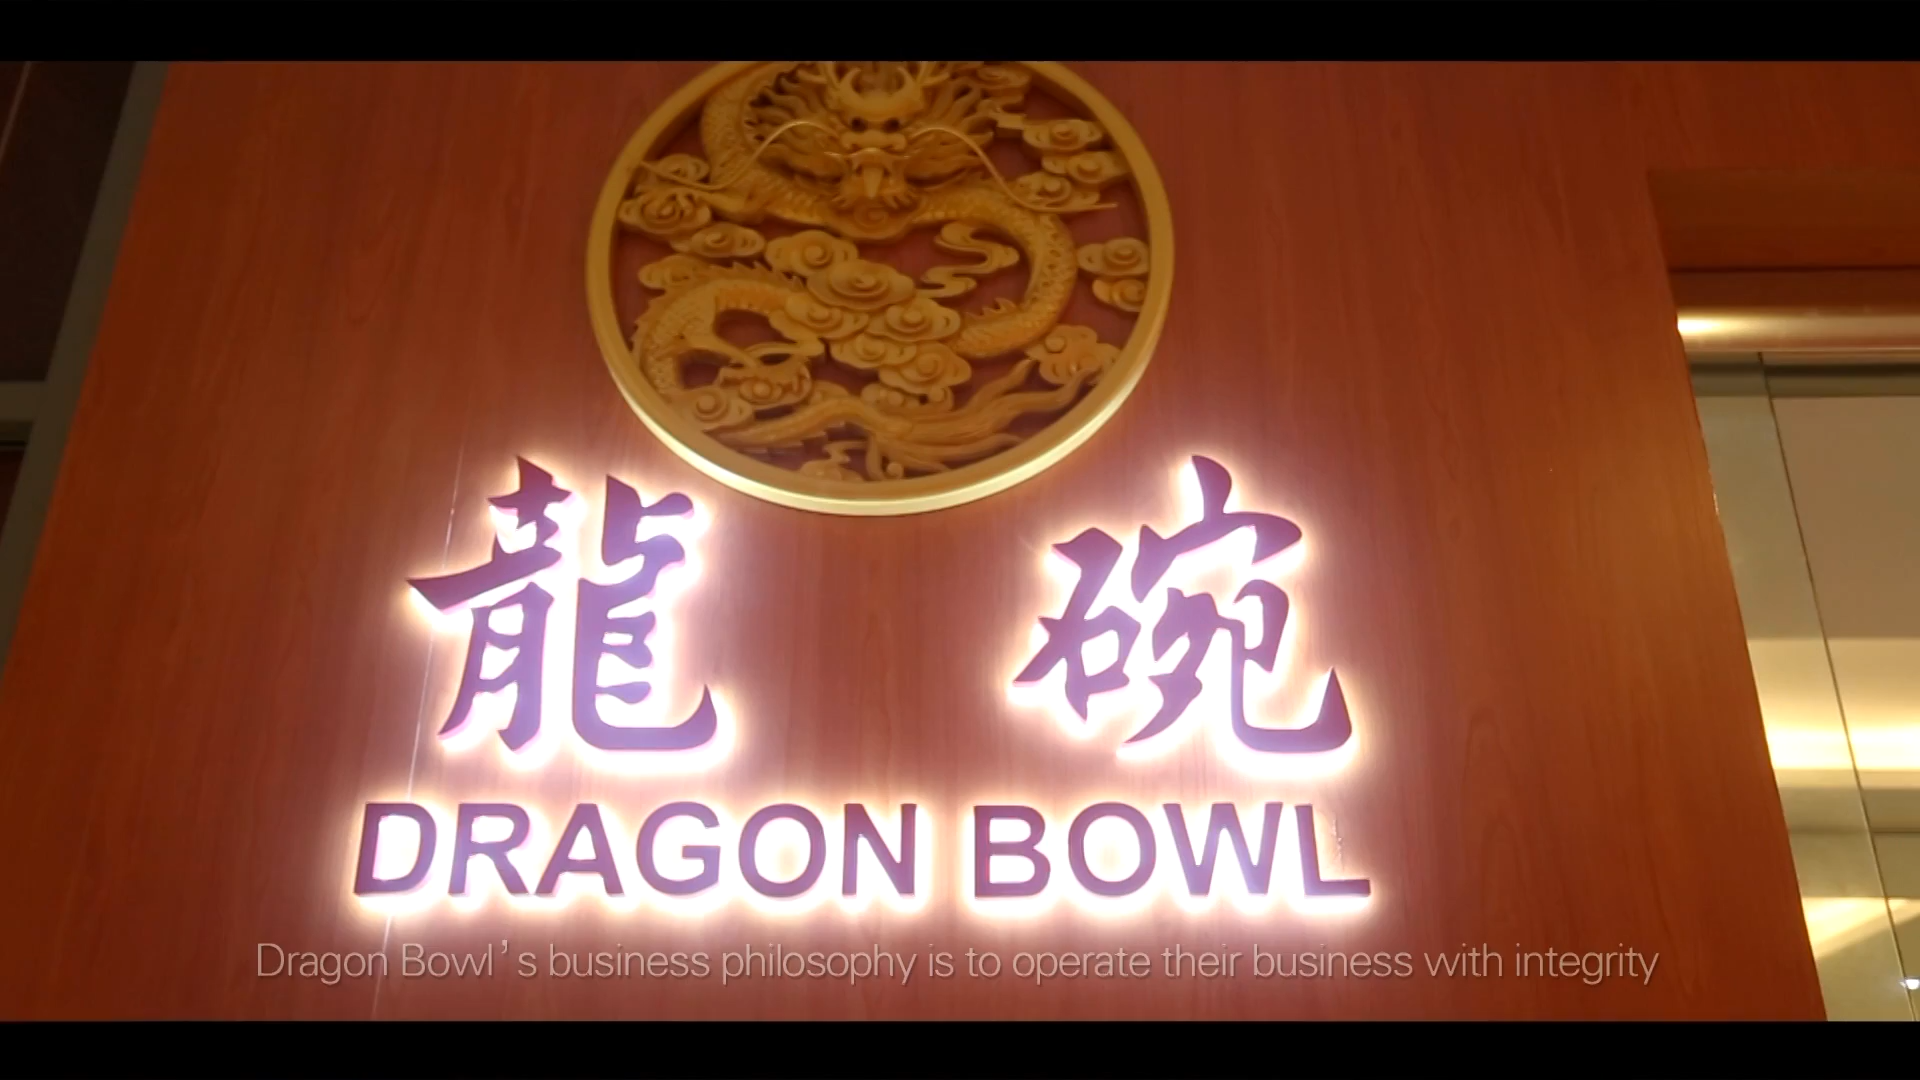 龍碗
DRAGON BOWL
Dragon Bowl’s business philosophy is to operate their business with integrity